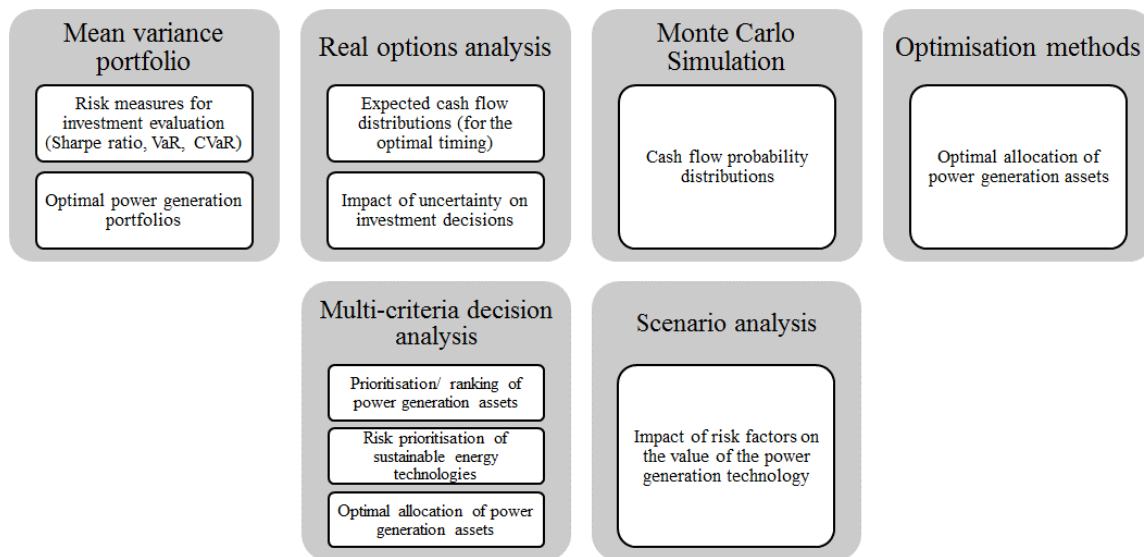 Mean variance
portfolio
Risk measures for
investment evaluation
(Sharpe ratio, VaR, CVaR)
Optimal power generation
portfolios
Real options analysis
Expected cash flow
distributions (for the
optimal timing)
Impact of uncertainty on
investment decisions
Monte Carlo
Simulation
Cash flow probability
distributions
Optimisation methods
Optimal allocation of
power generation assets
Multi-criteria decision
analysis
Prioritisation/ ranking of
power generation assets
Risk prioritisation of
sustainable energy
technologies
Optimal allocation of power
generation assets
Scenario analysis
Impact of risk factors on
the value of the power
generation technology